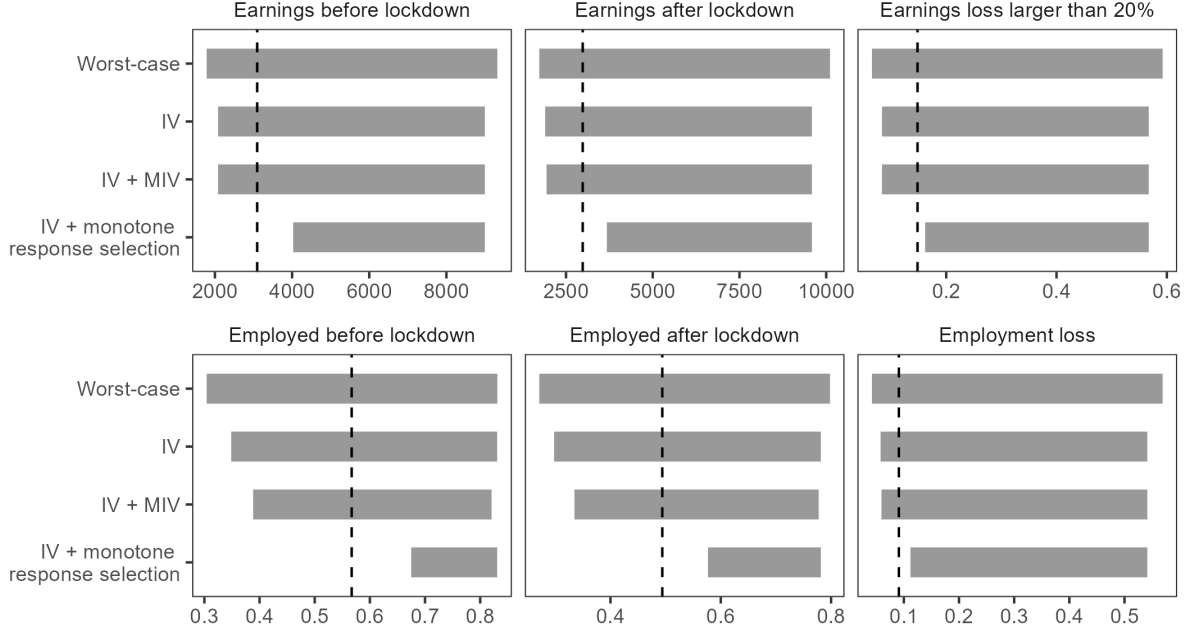 Earnings before lockdown
Earnings after lockdown
Earnings loss larger than 20%
Worst-case
IV
IV + MIV
IV + monotone
response selection
2000 4000 6000 8000
2500 5000 7500 10000
0.2 0.4 0.6
Employed before lockdown
Employed after lockdown
Employment loss
Worst-case
IV
IV + MIV
IV + monotone
response selection
0.3 0.4 0.5 0.6 0.7 0.8
0.4 0.6 0.8
0.1 0.2 0.3 0.4 0.5